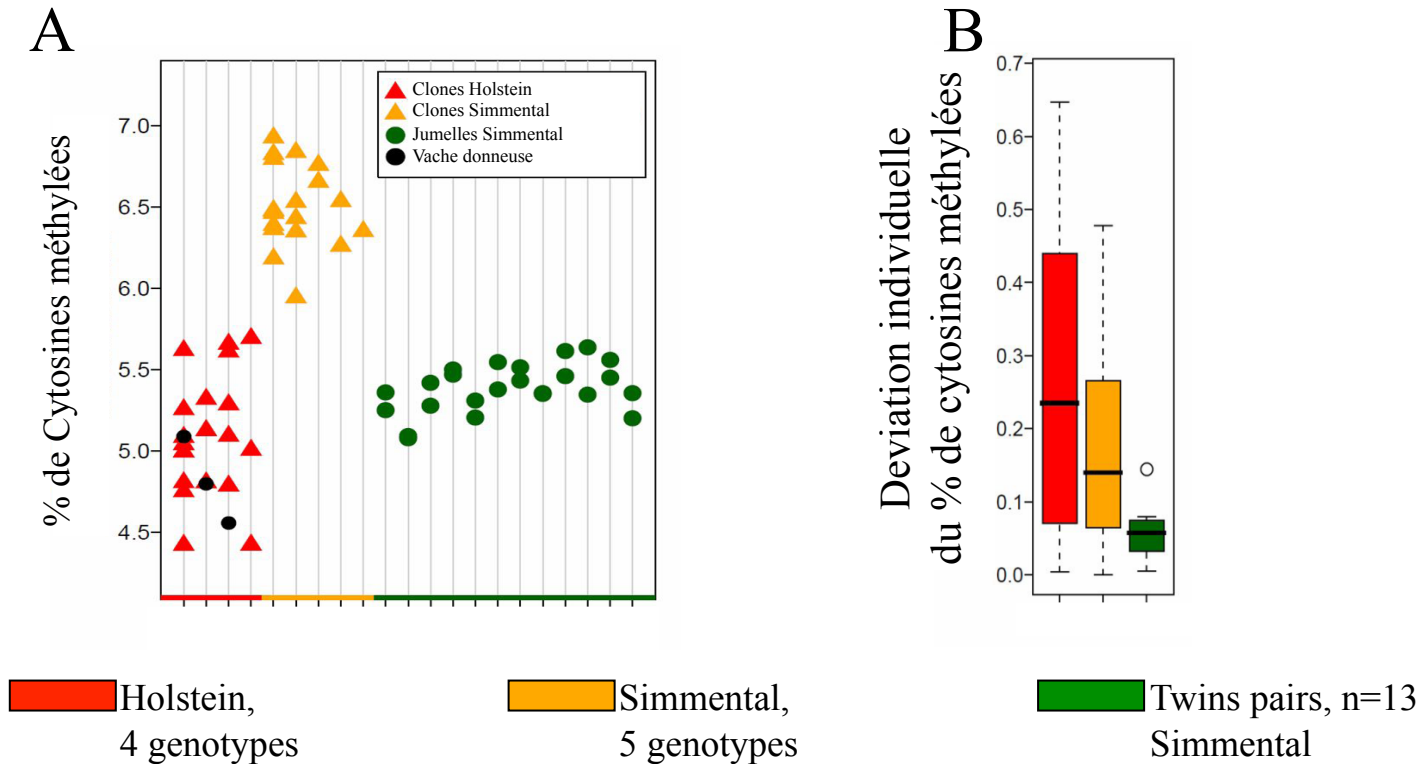 A
% de Cytosines méthylées
7.0
6.5
6.0
5.5
5.0
4.5
Clones Holstein
Clones Simmental
Jumelles Simmental
Vache donneuse
B
Deviation individuelle
du % de cytosines méthylées
0.7
0.6
0.5
0.4
0.3
0.2
0.1
0.0
Holstein,
4 genotypes
Simmental,
5 genotypes
Twins pairs, n=13
Simmental